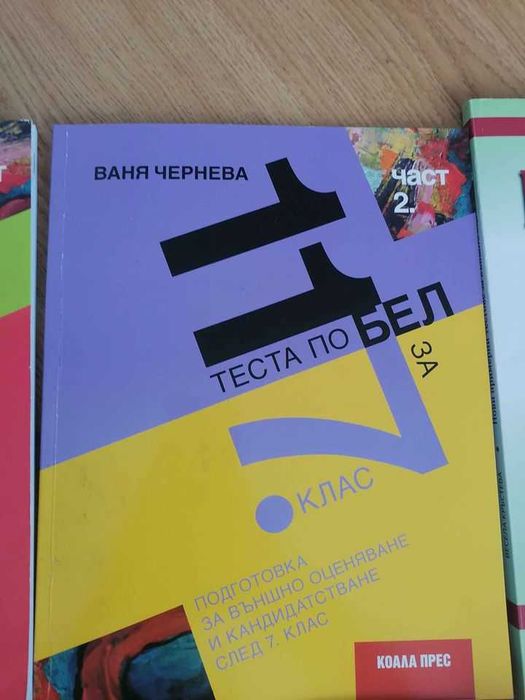 ВАНЯ ЧЕРНЕВА
част
2.
11
ТЕСТА ПО БЕЛ
ЗА
7.
КЛАС
ПОДГОТОВКА
ЗА ВЪНШНО ОЦЕНЯВАНЕ
И КАНДИДАТСТВАНЕ
СЛЕД 7. КЛАС
КОАЛА ПРЕС